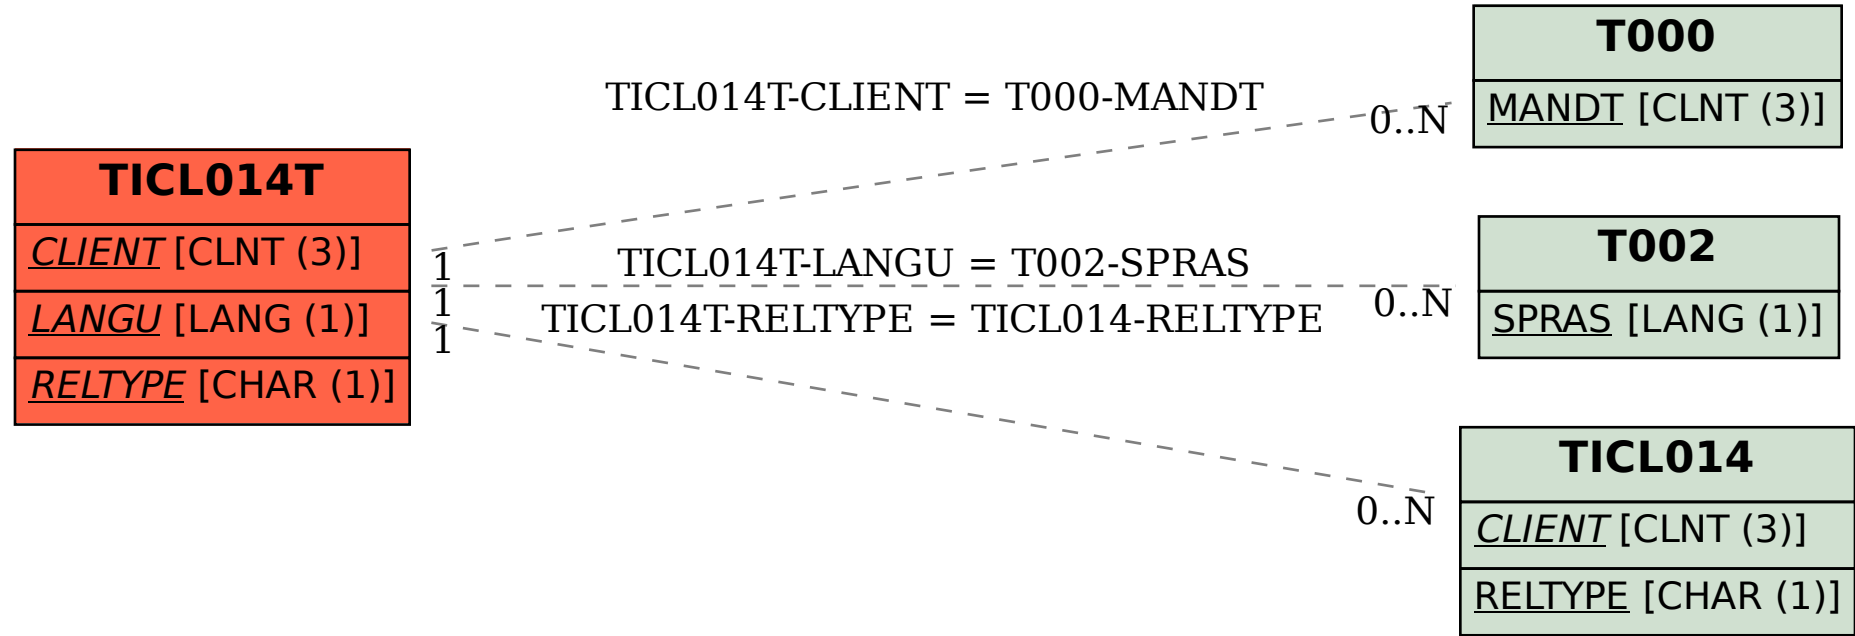 TICL014T
CLIENT [CLNT (3)]
LANGU [LANG (1)]
RELTYPE [CHAR (1)]
TICL014T-CLIENT = T000-MANDT
1
0..N
TICL014T-LANGU = T002-SPRAS
1
0..N
TICL014T-RELTYPE = TICL014-RELTYPE
1
0..N
T000
MANDT [CLNT (3)]
T002
SPRAS [LANG (1)]
TICL014
CLIENT [CLNT (3)]
RELTYPE [CHAR (1)]